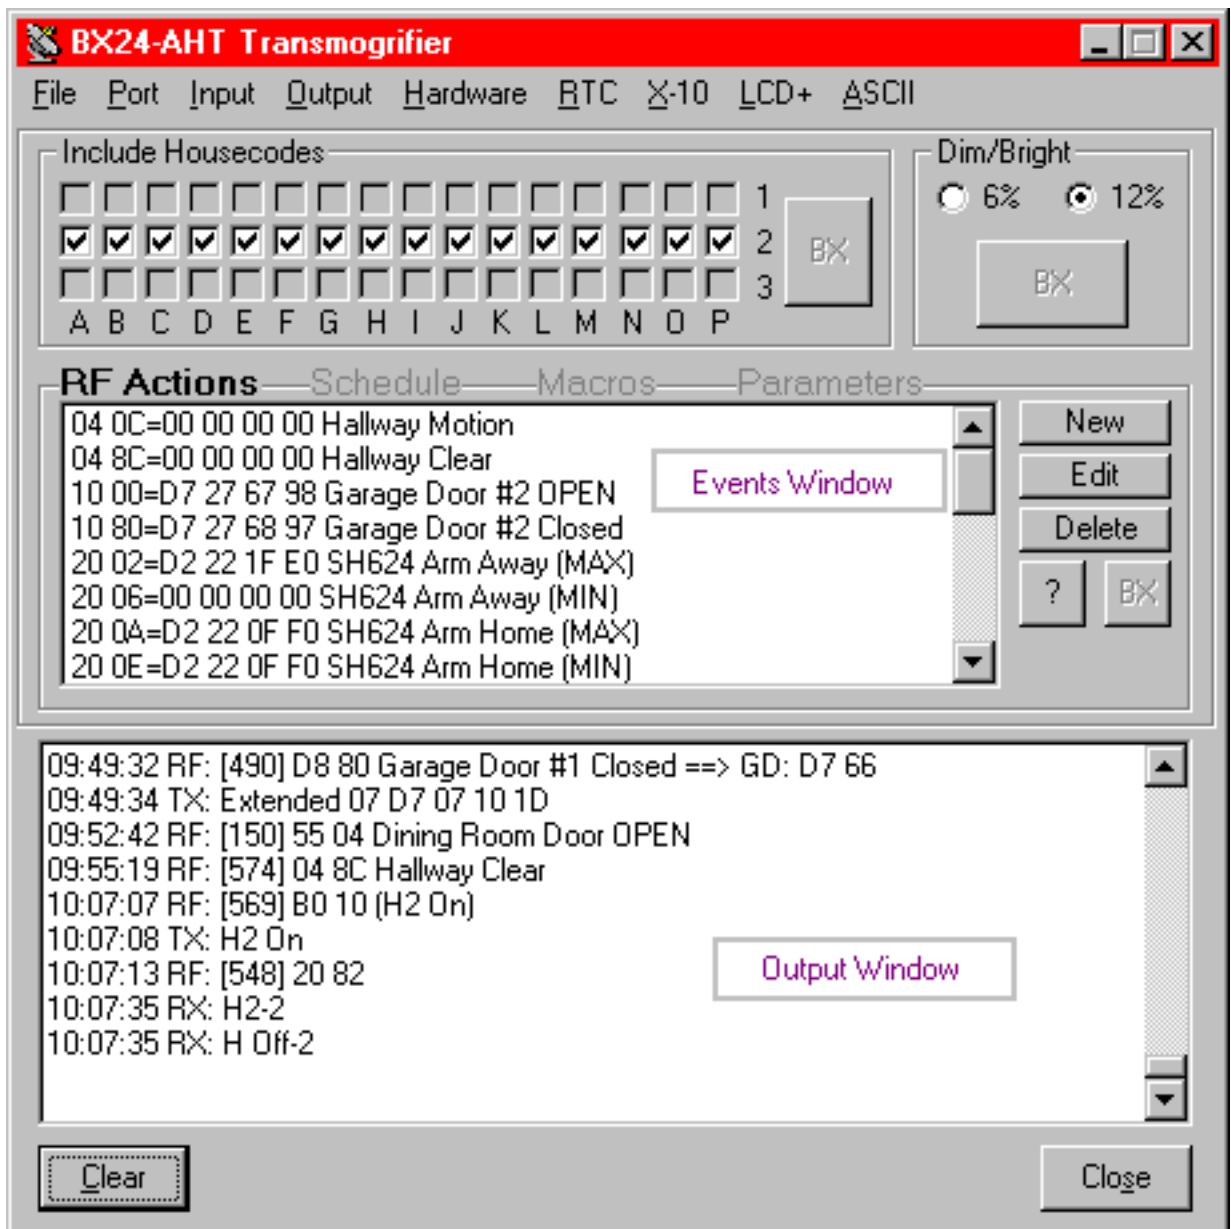 BX24-AHT Transmogrifier
File Port Input Output Hardware RTC X-10 LCD+ ASCII
Include Housecodes
1
2
3
A B C D E F G H I J K L M N O P
BX
Dim/Bright
6% 12%
BX
RF Actions Schedule Macros Parameters
04 0C=00 00 00 00 Hallway Motion
04 8C=00 00 00 00 Hallway Clear
10 00=D7 27 67 98 Garage Door #2 OPEN
10 80=D7 27 68 97 Garage Door #2 Closed
20 02=D2 22 1F E0 SH624 Arm Away (MAX)
20 06=00 00 00 00 SH624 Arm Away (MIN)
20 0A=D2 22 0F F0 SH624 Arm Home (MAX)
20 0E=D2 22 0F F0 SH624 Arm Home (MIN)
Events Window
New
Edit
Delete
? BX
09:49:32 RF: [490] D8 80 Garage Door #1 Closed ==> GD: D7 66
09:49:34 TX: Extended 07 D7 07 10 1D
09:52:42 RF: [150] 55 04 Dining Room Door OPEN
09:55:19 RF: [574] 04 8C Hallway Clear
10:07:07 RF: [569] B0 10 (H2 On)
10:07:08 TX: H2 On
10:07:13 RF: [548] 20 82
10:07:35 RX: H2-2
10:07:35 RX: H Off-2
Output Window
Clear
Close